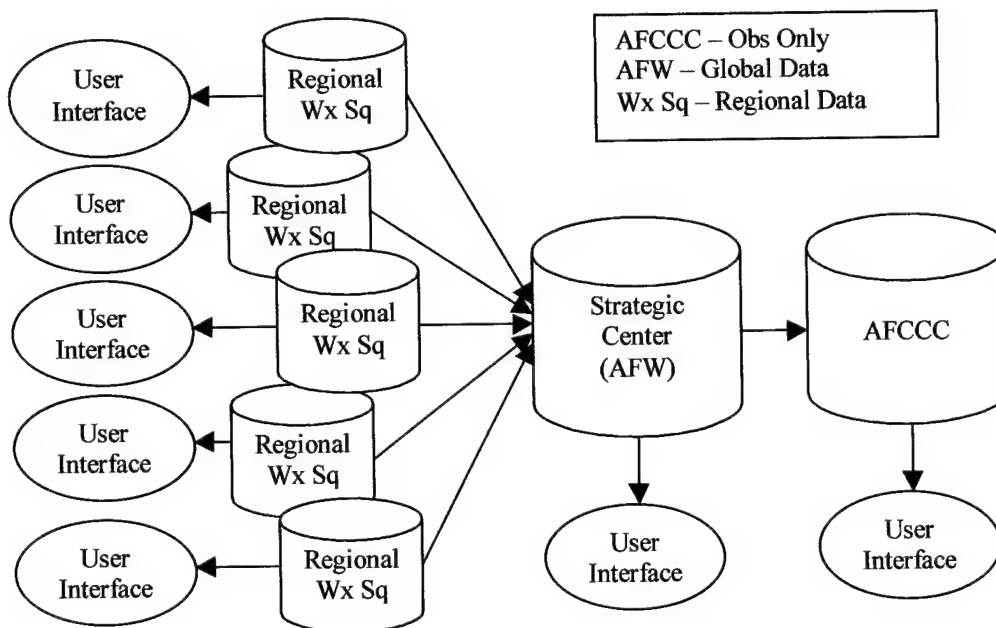 AFCCC – Obs Only
AFW – Global Data
Wx Sq – Regional Data
User
Interface
Regional
Wx Sq
User
Interface
Regional
Wx Sq
User
Interface
Regional
Wx Sq
User
Interface
Regional
Wx Sq
User
Interface
Regional
Wx Sq
Strategic
Center
(AFW)
AFCCC
User
Interface
User
Interface